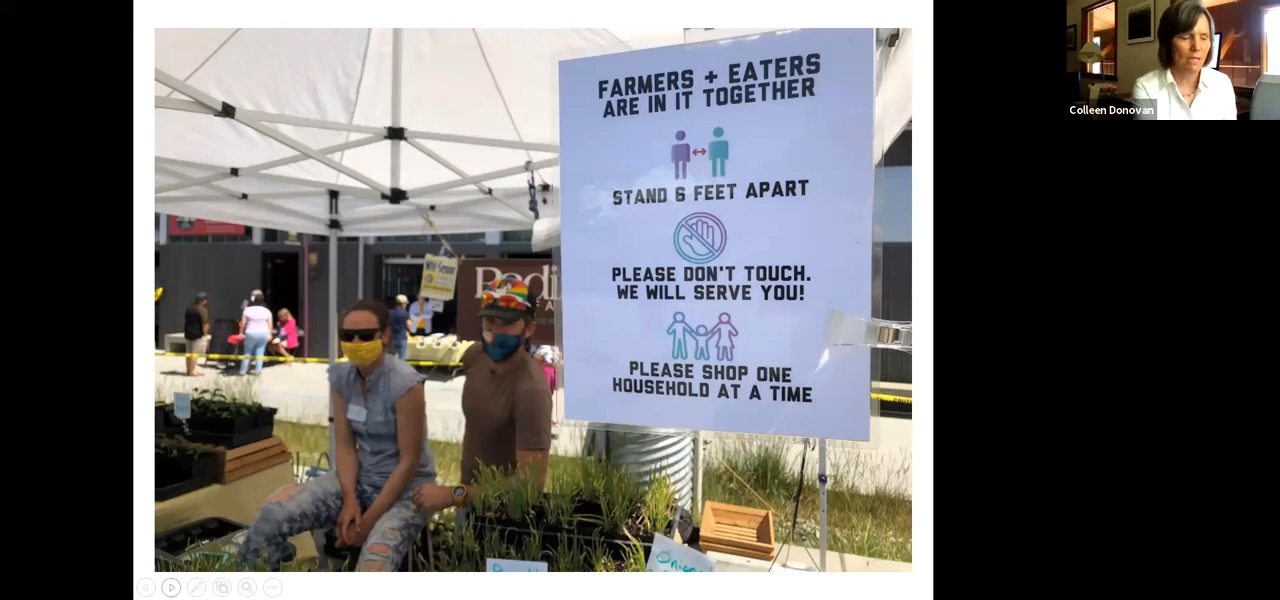 FARMERS + EATERS
ARE IN IT TOGETHER
STAND 6 FEET APART
PLEASE DON'T TOUCH.
WE WILL SERVE YOU!
PLEASE SHOP ONE
HOUSEHOLD AT A TIME
Colleen Donovan